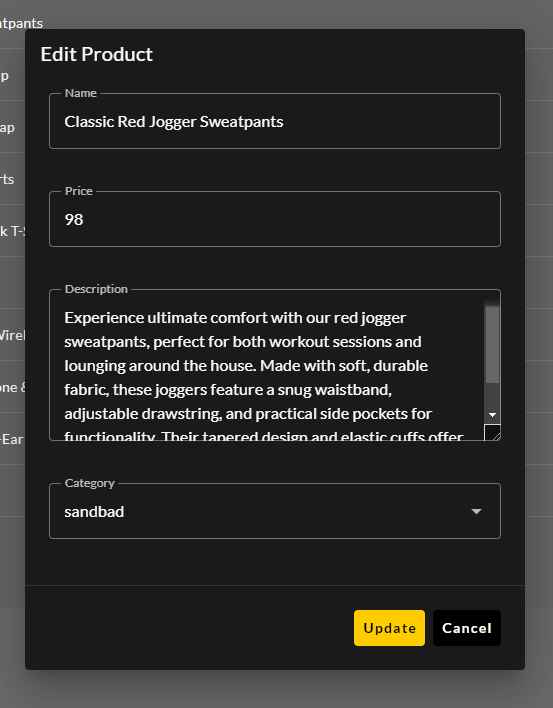 atpants
Edit Product
Name
Classic Red Jogger Sweatpants
Price
98
Description
Experience ultimate comfort with our red jogger
sweatpants, perfect for both workout sessions and
lounging around the house. Made with soft, durable
fabric, these joggers feature a snug waistband,
adjustable drawstring, and practical side pockets for
functionality. Their tapered design and elastic cuffs offer
Category
sandbad
Update
Cancel
p
ap
rts
k T-S
Wirel
one &
-Ear